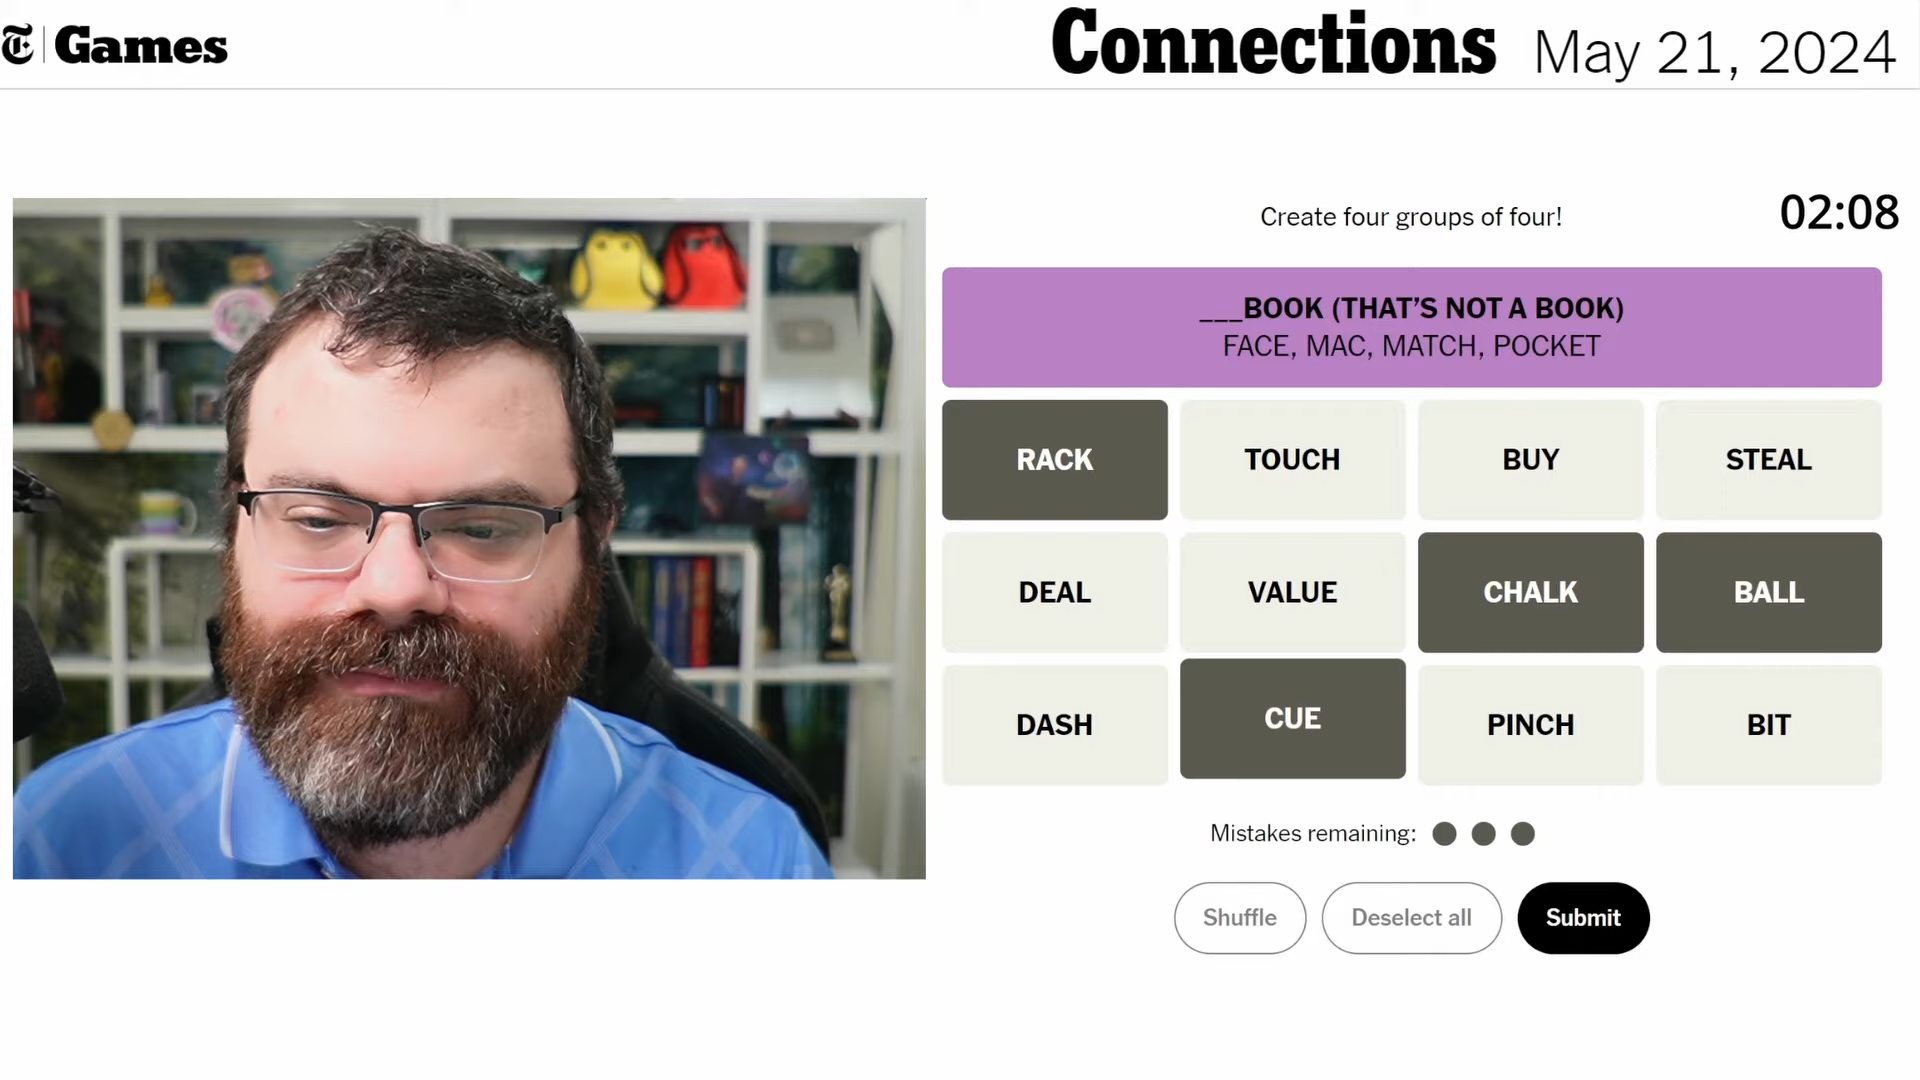 T Games
Connections May 21, 2024
Create four groups of four!
02:08
___BOOK (THAT'S NOT A BOOK)
FACE, MAC, MATCH, POCKET
RACK TOUCH BUY STEAL
DEAL VALUE CHALK BALL
DASH CUE PINCH BIT
Mistakes remaining:
Shuffle Deselect all Submit